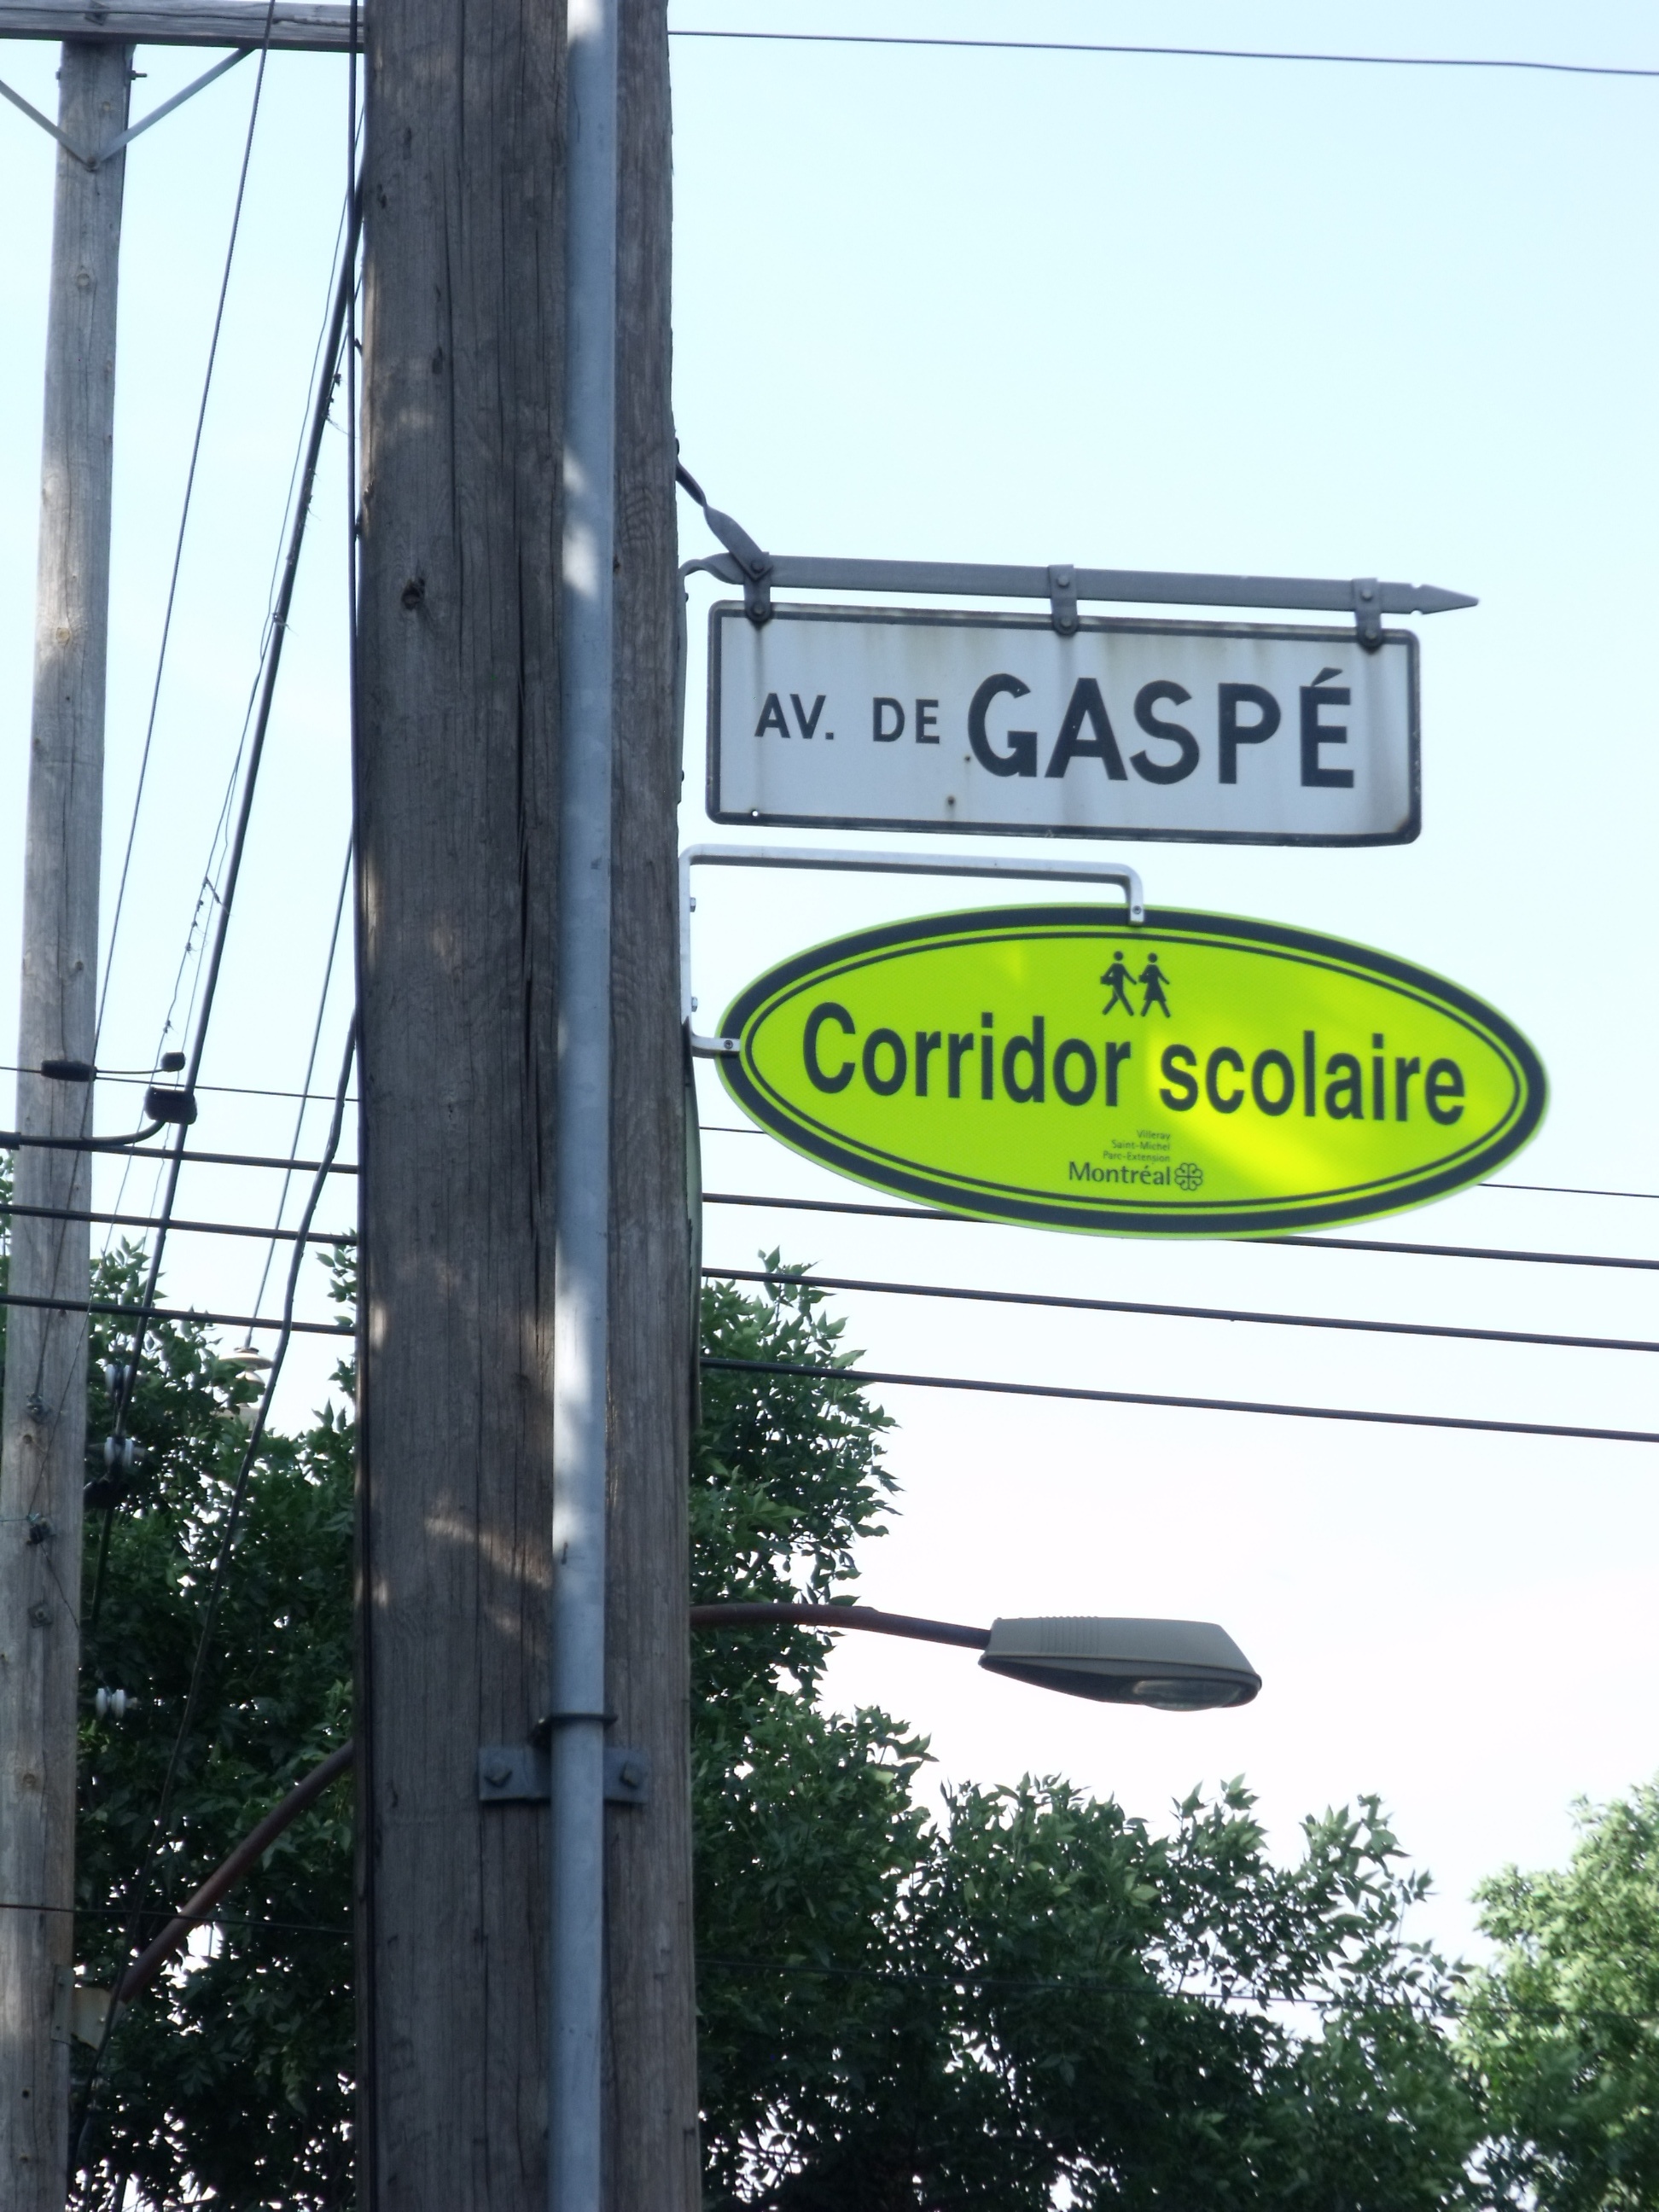 AV. DE GASPÉ
Corridor scolaire
Villeray
Saint-Michel
Parc-Extension
Montréal